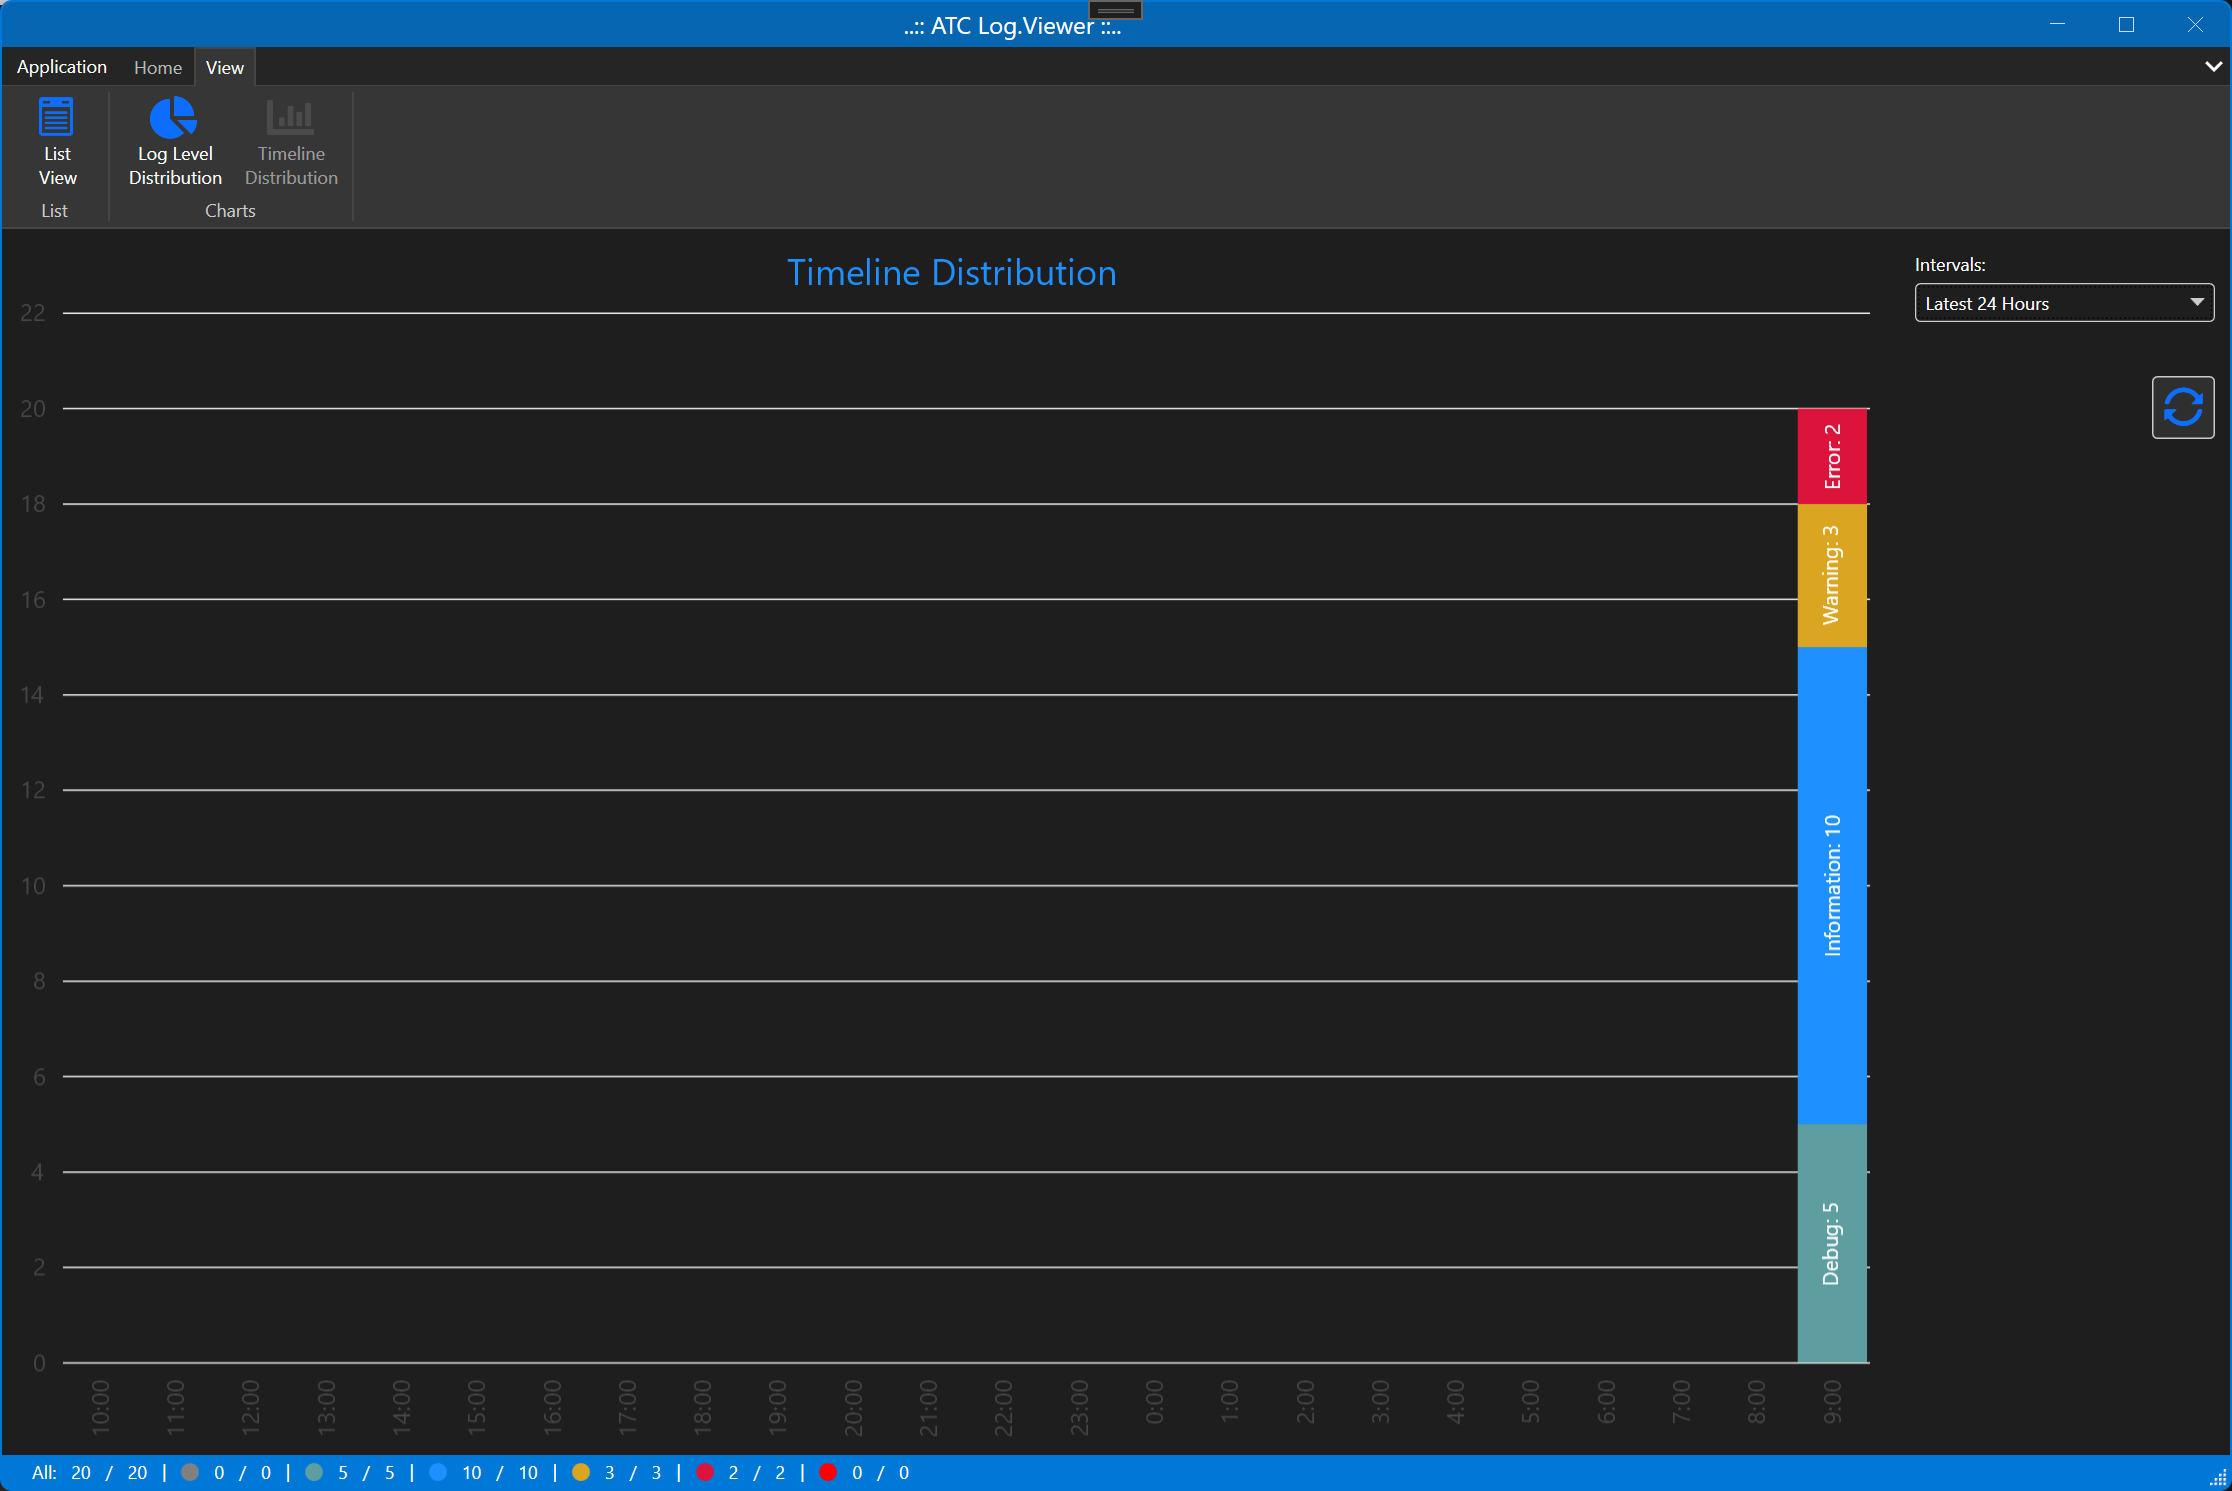 ..:: ATC Log.Viewer ::..
Application Home View
List View
Log Level Distribution
Timeline Distribution
List
Charts
Timeline Distribution
Intervals:
Latest 24 Hours
22
20
18
16
14
12
10
8
6
4
2
0
Error: 2
Warning: 3
Information: 10
Debug: 5
10:00 11:00 12:00 13:00 14:00 15:00 16:00 17:00 18:00 19:00 20:00 21:00 22:00 23:00 0:00 1:00 2:00 3:00 4:00 5:00 6:00 7:00 8:00 9:00
All: 20 / 20 | 0 / 0 | 5 / 5 | 10 / 10 | 3 / 3 | 2 / 2 | 0 / 0